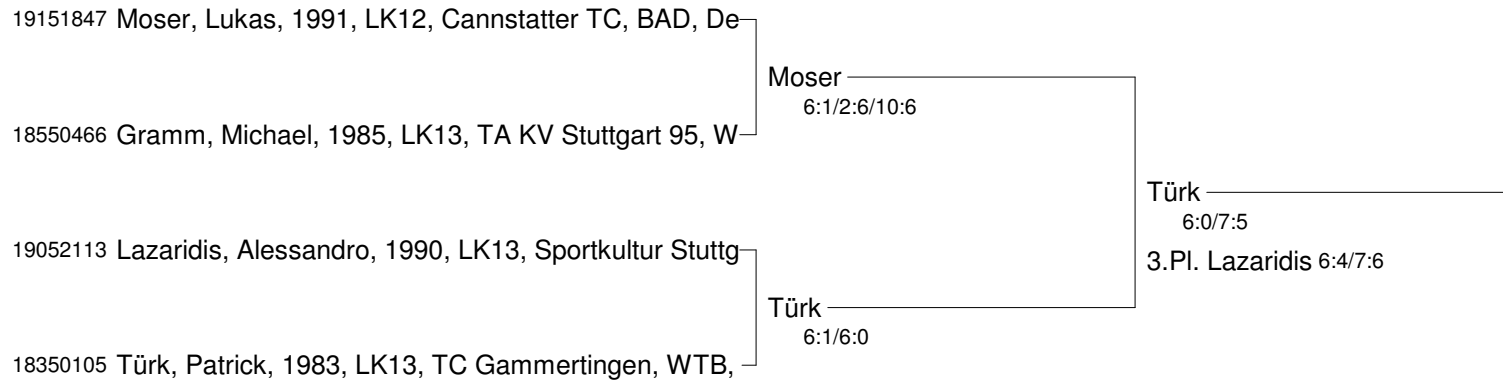 19151847 Moser, Lukas, 1991, LK12, Cannstatter TC, BAD, De
Moser
6:1/2:6/10:6
18550466 Gramm, Michael, 1985, LK13, TA KV Stuttgart 95, W
Türk
6:0/7:5
19052113 Lazaridis, Alessandro, 1990, LK13, Sportkultur Stuttg
3.Pl. Lazaridis 6:4/7:6
Türk
6:1/6:0
18350105 Türk, Patrick, 1983, LK13, TC Gammertingen, WTB,